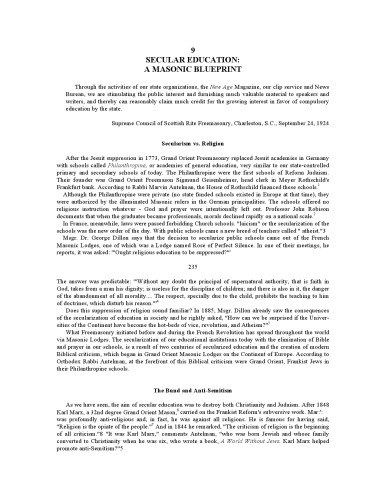 9
SECULAR EDUCATION:
A MASONIC BLUEPRINT
Through the activities of our state organizations, the New Age Magazine, our clip service and News
Bureau, we are stimulating the public interest and furnishing much valuable material to speakers and
writers, and thereby can reasonably claim much credit for the growing interest in favor of compulsory
education by the state.
Supreme Council of Scottish Rite Freemasonry, Charleston, S.C., September 24, 1924
Secularism vs. Religion
After the Jesuit suppression in 1773, Grand Orient Freemasonry replaced Jesuit academies in Germany
with schools called Philanthropine, or academies of general education, very similar to our state-controlled
primary and secondary schools of today. The Philanthropine were the first schools of Reform Judaism.
Their founder was Grand Orient Freemason Sigmund Geisenheimer, head clerk in Meyer Rothschild's
Frankfurt bank. According to Rabbi Marvin Antelman, the House of Rothschild financed these schools.1
Although the Philanthropine were private (no state funded schools existed in Europe at that time), they
were authorized by the illuminated Masonic rulers in the German principalities. The schools offered no
religious instruction whatever - God and prayer were intentionally left out. Professor John Robison
documents that when the graduates became professionals, morals declined rapidly on a national scale.2
In France, meanwhile, laws were passed forbidding Church schools. "Laicism" or the secularization of the
schools was the new order of the day. With public schools came a new breed of teachers called " atheist."3
Msgr. Dr. George Dillon says that the decision to secularize public schools came out of the French
Masonic Lodges, one of which was a Lodge named Rose of Perfect Silence. In one of their meetings, he
reports, it was asked: "'Ought religious education to be suppressed?'"
235
The answer was predictable: "'Without any doubt the principal of supernatural authority, that is faith in
God, takes from a man his dignity; is useless for the discipline of children; and there is also in it, the danger
of the abandonment of all morality.... The respect, specially due to the child, prohibits the teaching to him
of doctrines, which disturb his reason.'"
Does this suppression of religion sound familiar? In 1885, Msgr. Dillon already saw the consequences
of the secularization of education in society and he rightly asked, "How can we be surprised if the Univer-
sities of the Continent have become the hot-beds of vice, revolution, and Atheism?"
What Freemasonry initiated before and during the French Revolution has spread throughout the world
via Masonic Lodges. The secularization of our educational institutions today with the elimination of Bible
and prayer in our schools, is a result of two centuries of secularized education and the creation of modern
Biblical criticism, which began in Grand Orient Masonic Lodges on the Continent of Europe. According to
Orthodox Rabbi Antelman, at the forefront of this Biblical criticism were Grand Orient, Frankist Jews in
their Philanthropine schools.
The Bund and Anti-Semitism
As we have seen, the aim of secular education was to destroy both Christianity and Judaism. After 1848
Karl Marx, a 32nd degree Grand Orient Mason, carried on the Frankist Reform's subversive work.
was profoundly anti-religious and, in fact, he was against all religions. He is famous for having said,
"Religion is the opiate of the people." And in 1844 he remarked, "The criticism of religion is the beginning
of all criticism."8 "It was Karl Marx," comments Antelman, "who was born Jewish and whose family
converted to Christianity when he was six, who wrote a book, A World Without Jews. Karl Marx helped
promote anti-Semitism?"5